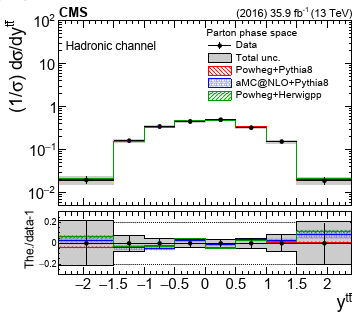 CMS (2016) 35.9 fb⁻¹ (13 TeV)
(1/σ) dσ/dy^tt̄
Hadronic channel
Parton phase space
Data
Total unc.
Powheg+Pythia8
aMC@NLO+Pythia8
Powheg+Herwigpp
10²
10
1
10⁻¹
10⁻²
The./data-1
0.2
0
−0.2
−2 −1.5 −1 −0.5 0 0.5 1 1.5 2
y^tt̄